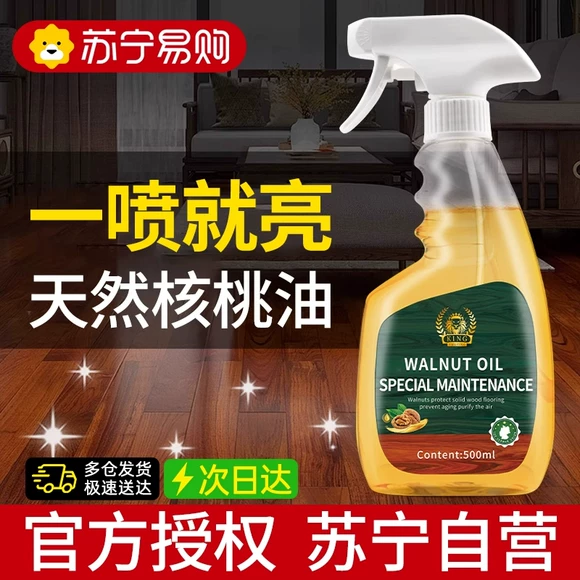 苏宁易购
一喷就亮
天然核桃油
KING
WALNUT OIL
SPECIAL MAINTENANCE
Walnuts protect solid wood flooring
prevent aging purify the air
Content:500ml
多仓发货
极速送达
次日达
官方授权 苏宁自营